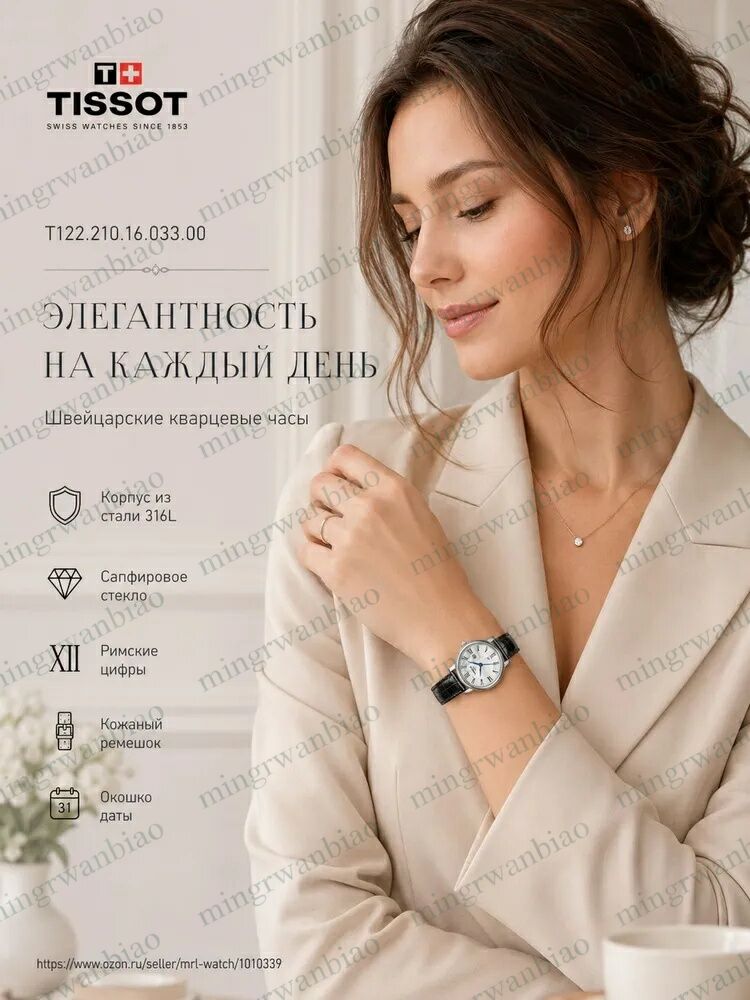 TISSOT
SWISS WATCHES SINCE 1853
T122.210.16.033.00
ЭЛЕГАНТНОСТЬ
НА КАЖДЫЙ ДЕНЬ
Швейцарские кварцевые часы
Корпус из
стали 316L
Сапфировое
стекло
XII
Римские
цифры
Кожаный
ремешок
31
Окошко
даты
https://www.ozon.ru/seller/mrl-watch/1010339
mingrwanbiao